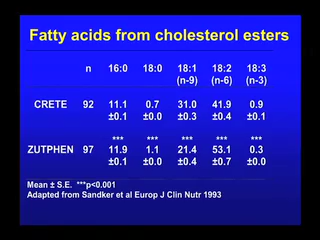 Fatty acids from cholesterol esters
n 16:0 18:0 18:1 18:2 18:3
(n-9) (n-6) (n-3)
CRETE 92 11.1 0.7 31.0 41.9 0.9
±0.1 ±0.0 ±0.3 ±0.4 ±0.1
*** *** *** *** ***
ZUTPHEN 97 11.9 1.1 21.4 53.1 0.3
±0.1 ±0.0 ±0.4 ±0.7 ±0.0
Mean ± S.E. ***p<0.001
Adapted from Sandker et al Europ J Clin Nutr 1993